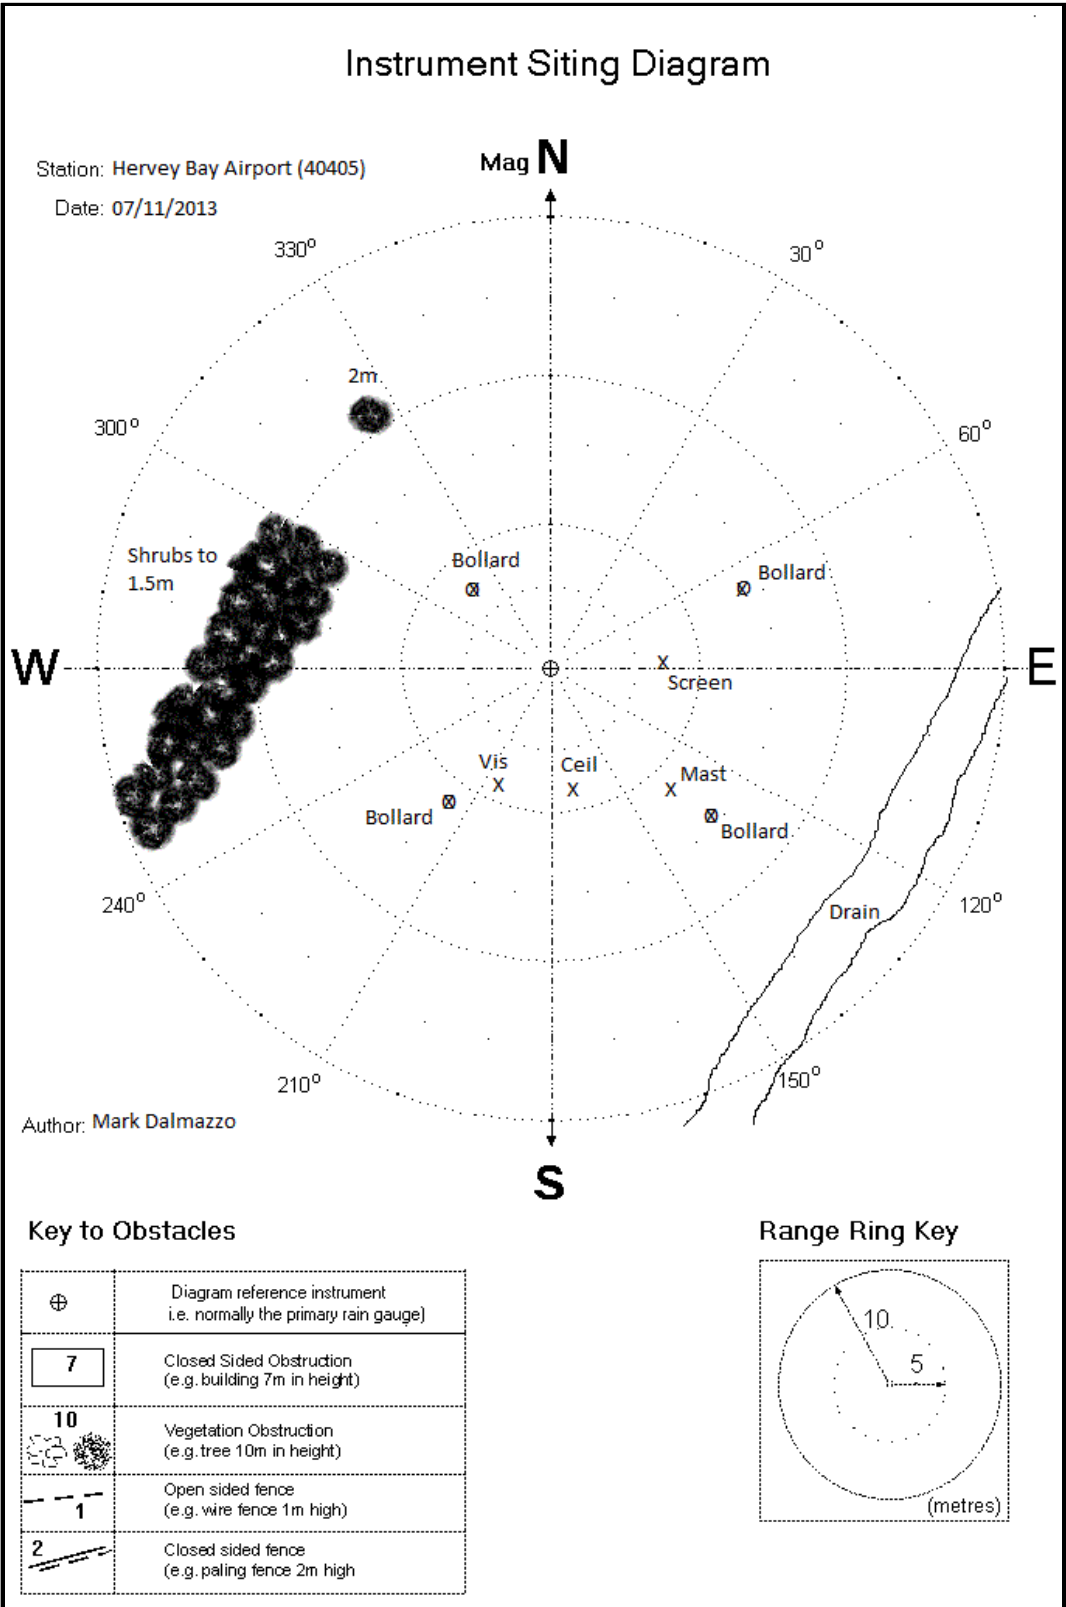 Instrument Siting Diagram
Station: Hervey Bay Airport (40405)
Date: 07/11/2013
Mag N
330°
30°
2m
300°
60°
Shrubs to
1.5m
Bollard
Bollard
W
E
Screen
Vis
Ceil
Mast
Bollard
Bollard
240°
Drain
120°
210°
150°
Author: Mark Dalmazzo
S
Key to Obstacles
Diagram reference instrument
i.e. normally the primary rain gauge)
7
Closed Sided Obstruction
(e.g. building 7m in height)
10
Vegetation Obstruction
(e.g. tree 10m in height)
1
Open sided fence
(e.g. wire fence 1m high)
2
Closed sided fence
(e.g. paling fence 2m high
Range Ring Key
10
5
(metres)